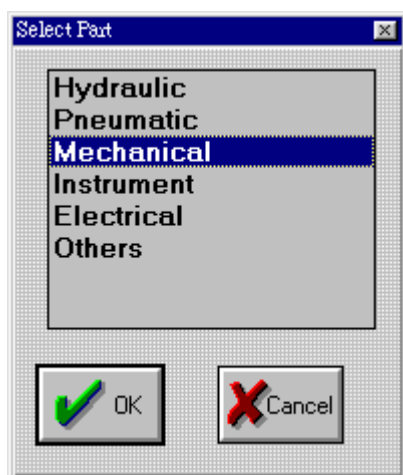 Select Part
Hydraulic
Pneumatic
Mechanical
Instrument
Electrical
Others
OK
Cancel